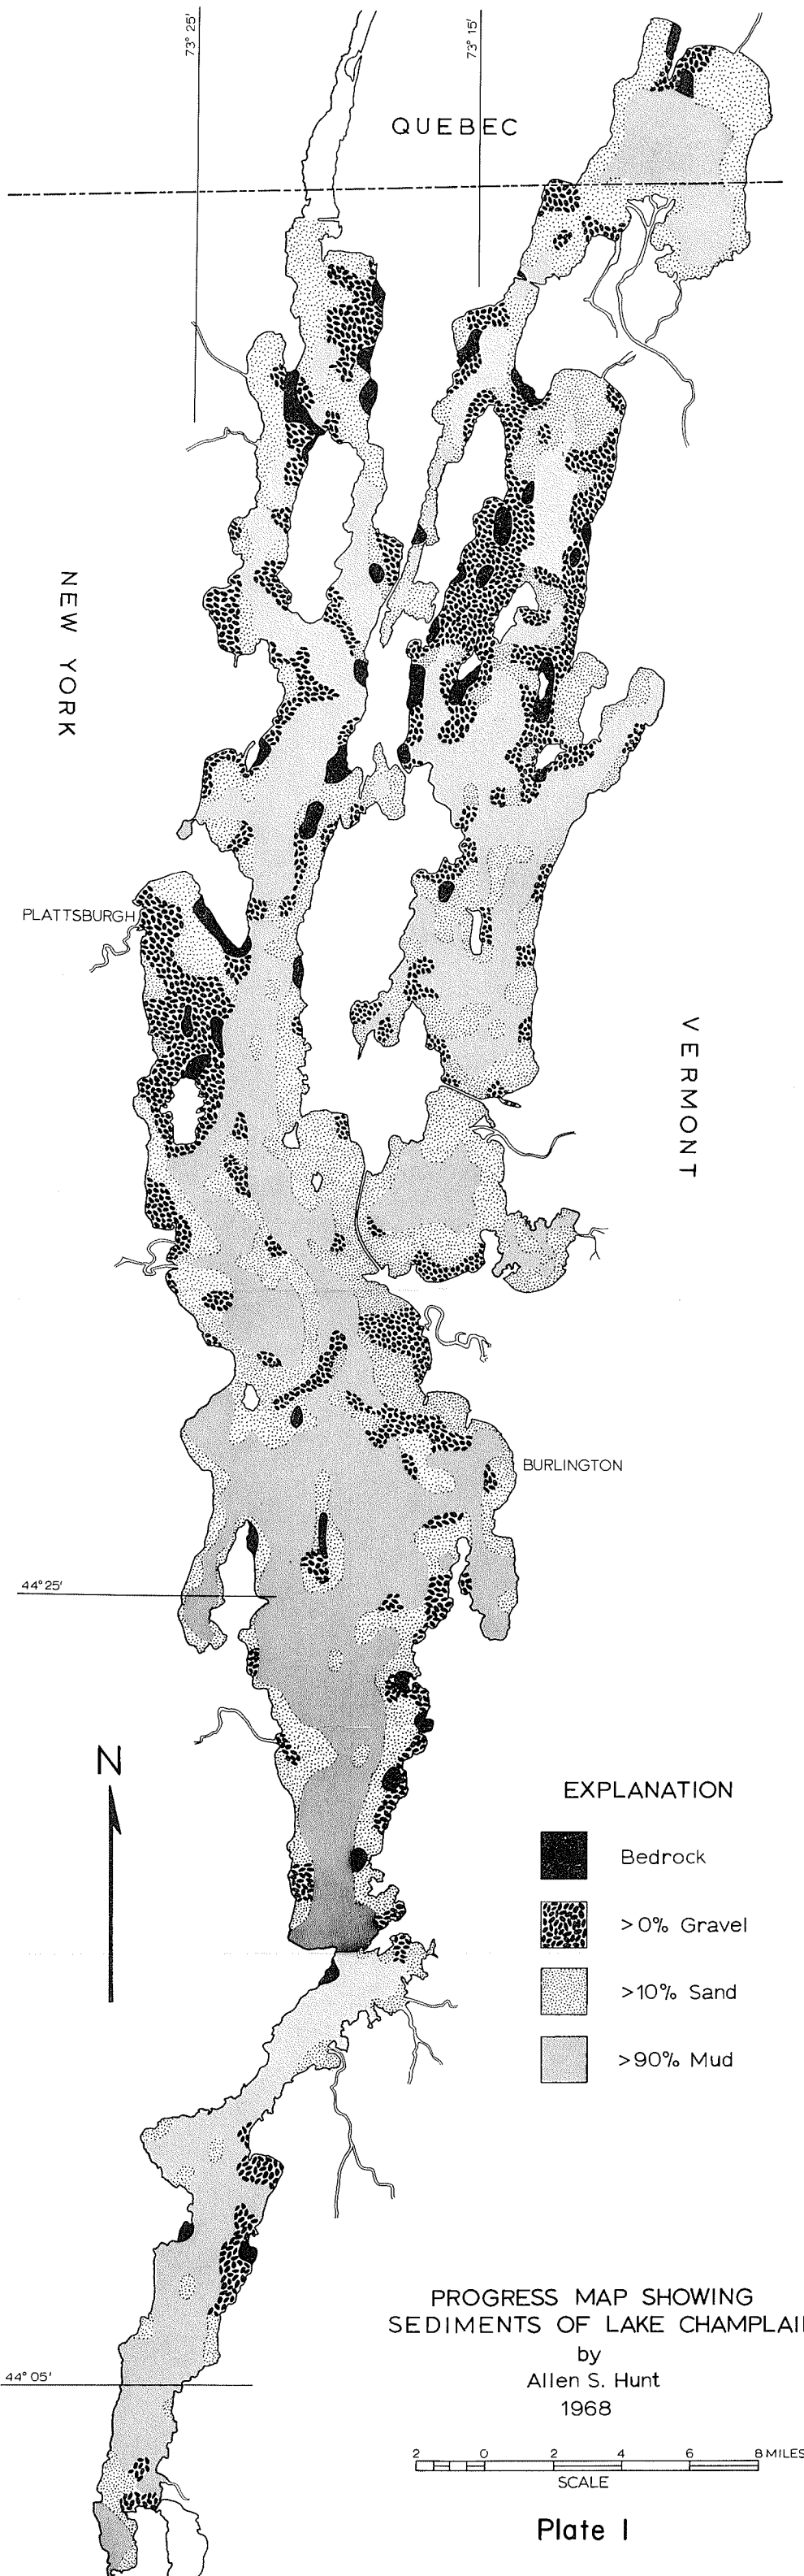 73° 25'
73° 15'
QUEBEC
NEW YORK
PLATTSBURGH
VERMONT
BURLINGTON
44° 25'
N
EXPLANATION
Bedrock
>0% Gravel
>10% Sand
>90% Mud
PROGRESS MAP SHOWING
SEDIMENTS OF LAKE CHAMPLAI
by
Allen S. Hunt
1968
44° 05'
2 0 2 4 6 8 MILES
SCALE
Plate I